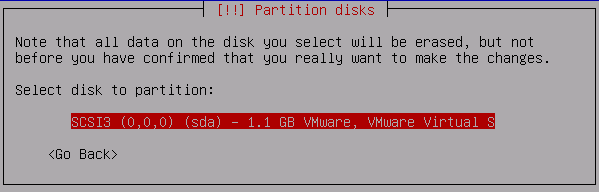 [!!] Partition disks
Note that all data on the disk you select will be erased, but not
before you have confirmed that you really want to make the changes.
Select disk to partition:
SCSI3 (0,0,0) (sda) - 1.1 GB VMware, VMware Virtual S
<Go Back>